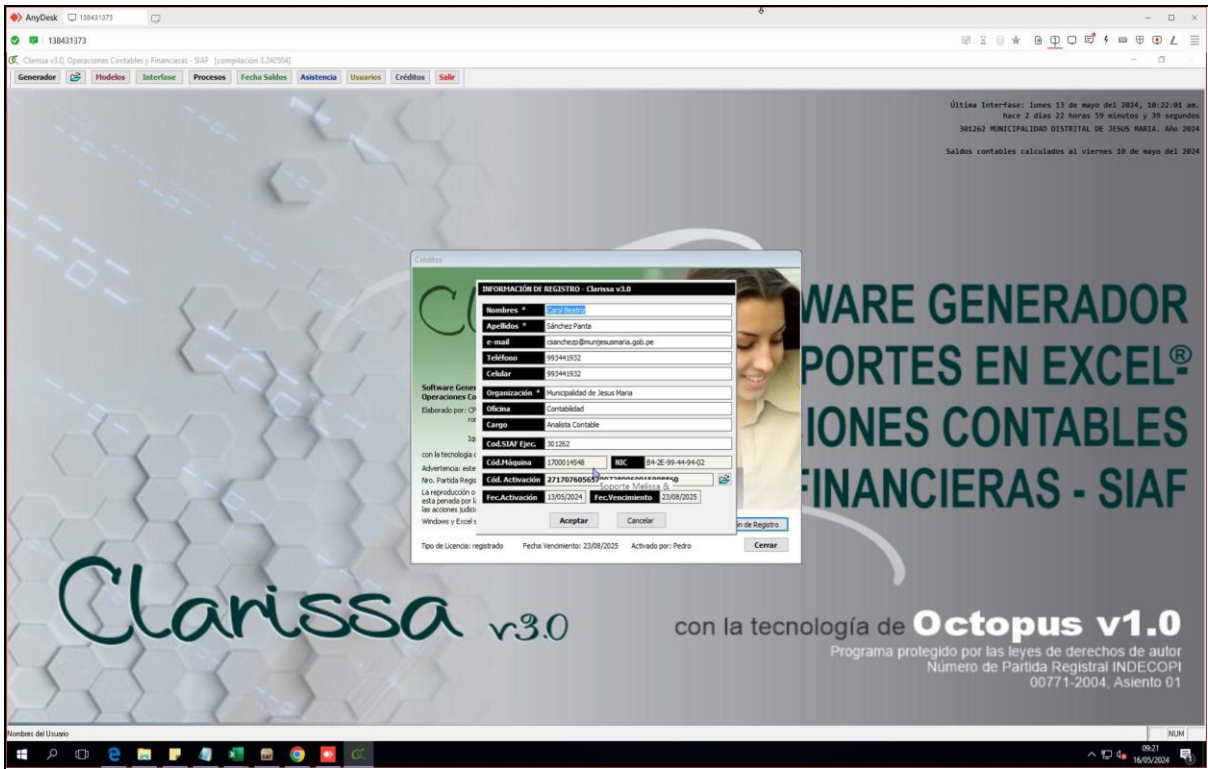 AnyDesk 138431373
138431373
Clarissa v3.0, Operaciones Contables y Financieras - SIAF [compilación 3.240504]
Generador Modelos Interfase Procesos Fecha Saldos Asistencia Usuarios Créditos Salir
Última Interfase: lunes 13 de mayo del 2024, 10:22:01 am.
hace 2 días 22 horas 59 minutos y 39 segundos
301262 MUNICIPALIDAD DISTRITAL DE JESUS MARIA. Año 2024
Saldos contables calculados al viernes 10 de mayo del 2024
Créditos
INFORMACIÓN DE REGISTRO - Clarissa v3.0
Nombres * Carol Beatriz
Apellidos * Sánchez Panta
e-mail csanchezp@munijesusmaria.gob.pe
Teléfono 993441932
Celular 993441932
Organización * Municipalidad de Jesus Maria
Oficina Contabilidad
Cargo Analista Contable
Cod.SIAF Ejec. 301262
Cód.Máquina 1700014548 NIC B4-2E-99-44-94-02
Cód. Activación
Soporte Melissa &
Fec.Activación 13/05/2024 Fec.Vencimiento 23/08/2025
Aceptar Cancelar
Software Gener
Operaciones Co
Elaborado por: CP
con la tecnología
Advertencia: este
Nro. Partida Regis
La reproducción o
esta penada por l
las acciones judici
Windows y Excel s
n de Registro
Tipo de Licencia: registrado Fecha Vencimiento: 23/08/2025 Activado por: Pedro Cerrar
WARE GENERADOR
PORTES EN EXCEL®
IONES CONTABLES
FINANCIERAS - SIAF
Clarissa v3.0
con la tecnología de Octopus v1.0
Programa protegido por las leyes de derechos de autor
Número de Partida Registral INDECOPI
00771-2004, Asiento 01
Nombres del Usuario NUM
09:21
16/05/2024